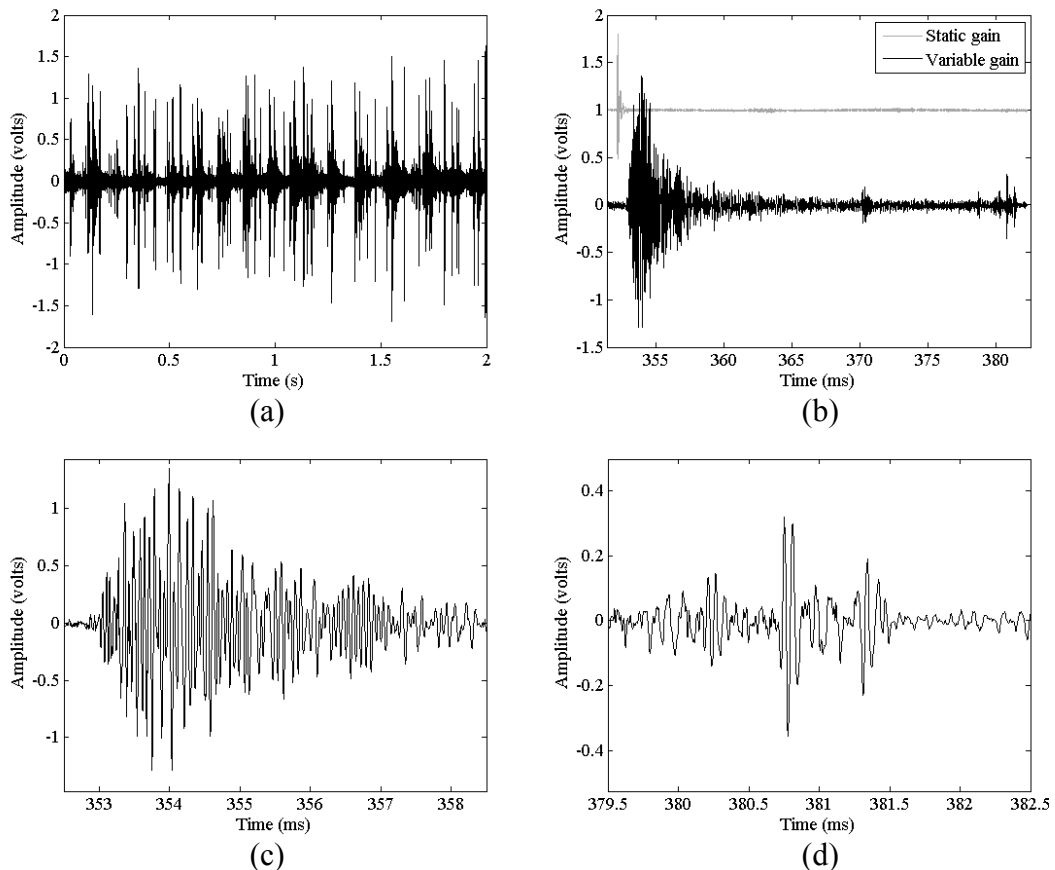 2
1.5
1
0.5
0
-0.5
-1
-1.5
-2
Amplitude (volts)
0 0.5 1 1.5 2
Time (s)
(a)
2
1.5
1
0.5
0
-0.5
-1
-1.5
Amplitude (volts)
Static gain
Variable gain
355 360 365 370 375 380
Time (ms)
(b)
1
0.5
0
-0.5
-1
Amplitude (volts)
353 354 355 356 357 358
Time (ms)
(c)
0.4
0.2
0
-0.2
-0.4
Amplitude (volts)
379.5 380 380.5 381 381.5 382 382.5
Time (ms)
(d)